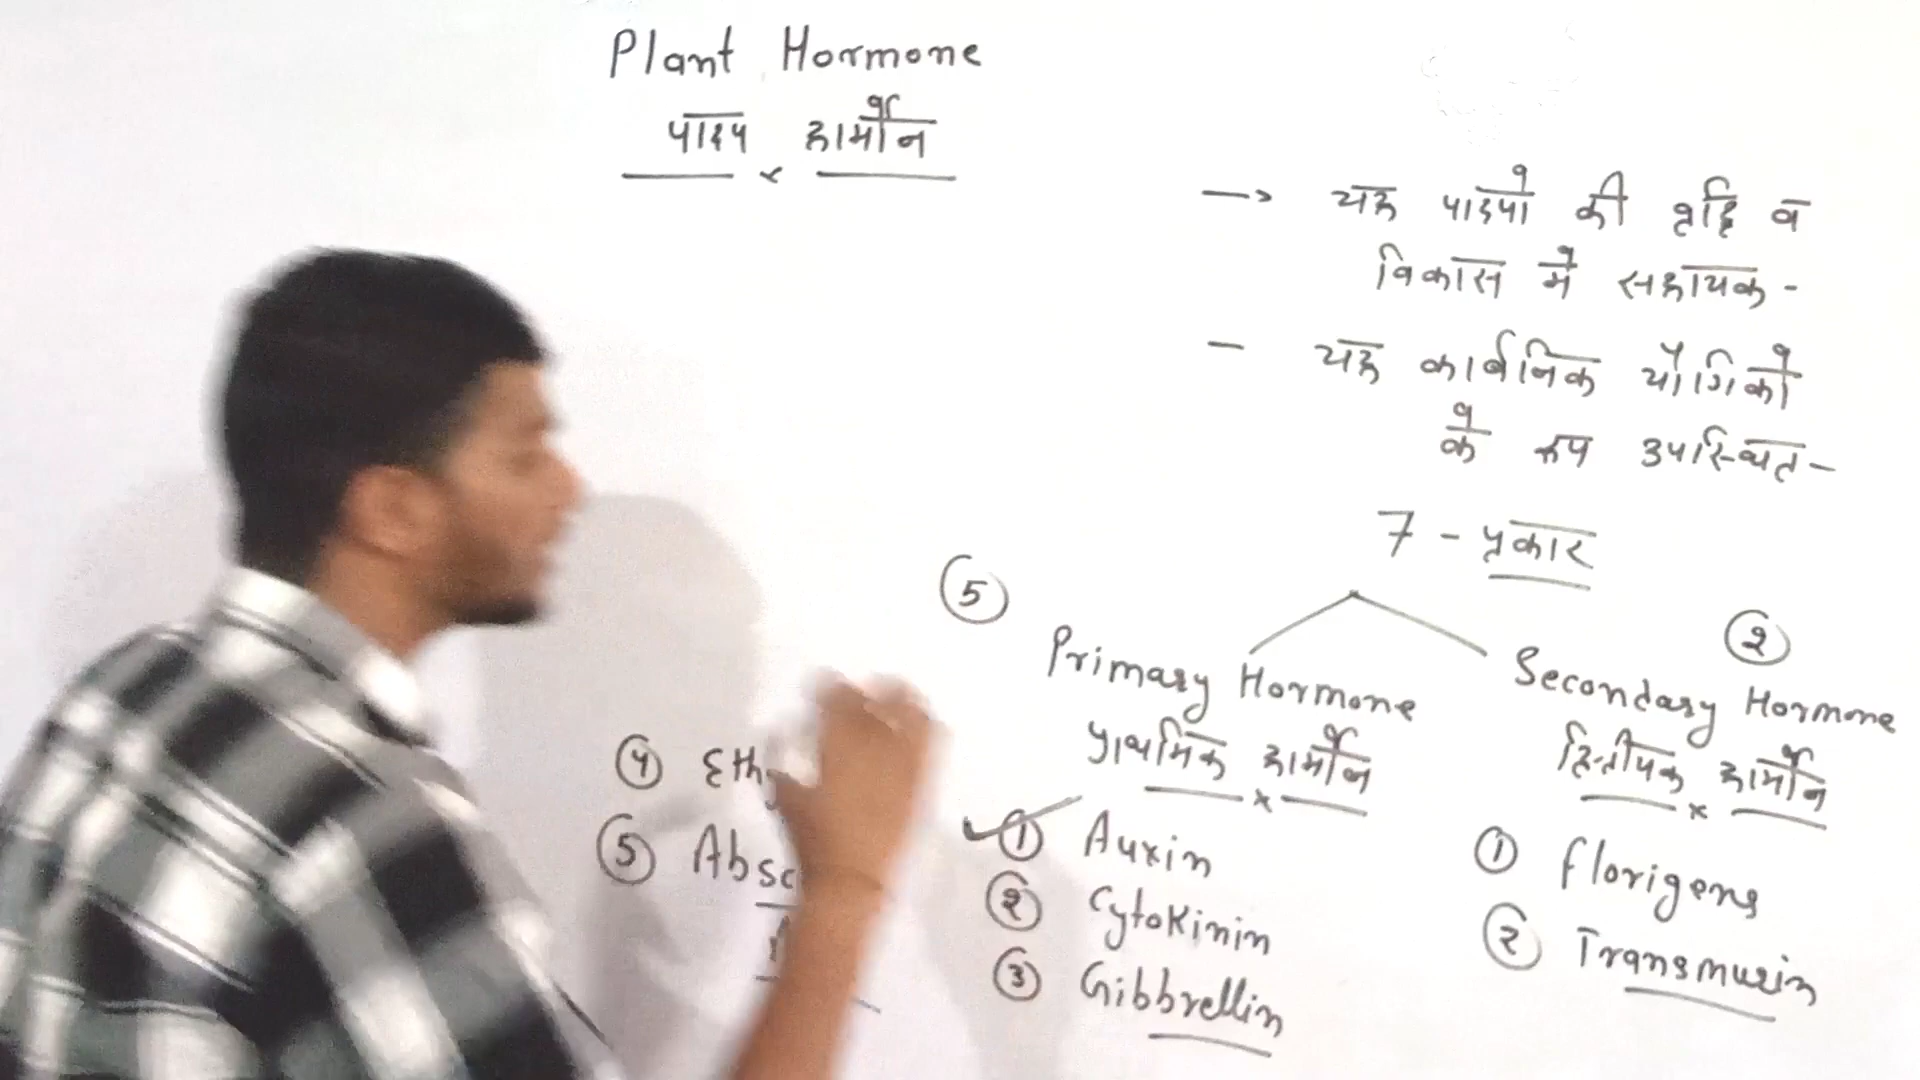 Plant Hormone
पादप हार्मोन
→ यह पादपों की वृद्धि व
विकास में सहायक -
- यह कार्बनिक यौगिकों
के रूप उपस्थित -
7 - प्रकार
⑤
Primary Hormone
प्राथमिक हार्मोन
① Auxin
② Cytokinin
③ Gibbrellin
④
⑤
②
Secondary Hormone
द्वितीयक हार्मोन
① Florigens
② Transmurin